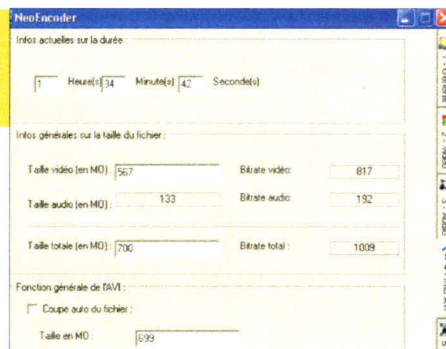 NeoEncoder
Infos actuelles sur la durée :
1 Heure(s) 34 Minute(s) 42 Seconde(s)
Infos générales sur la taille du fichier :
Taille vidéo (en MO) : 567 Bitrate vidéo: 817
Taille audio (en MO) : 133 Bitrate audio: 192
Taille totale (en MO) : 700 Bitrate total : 1009
Fonction générale de l'AVI :
Coupe auto du fichier :
Taille en MO : 699